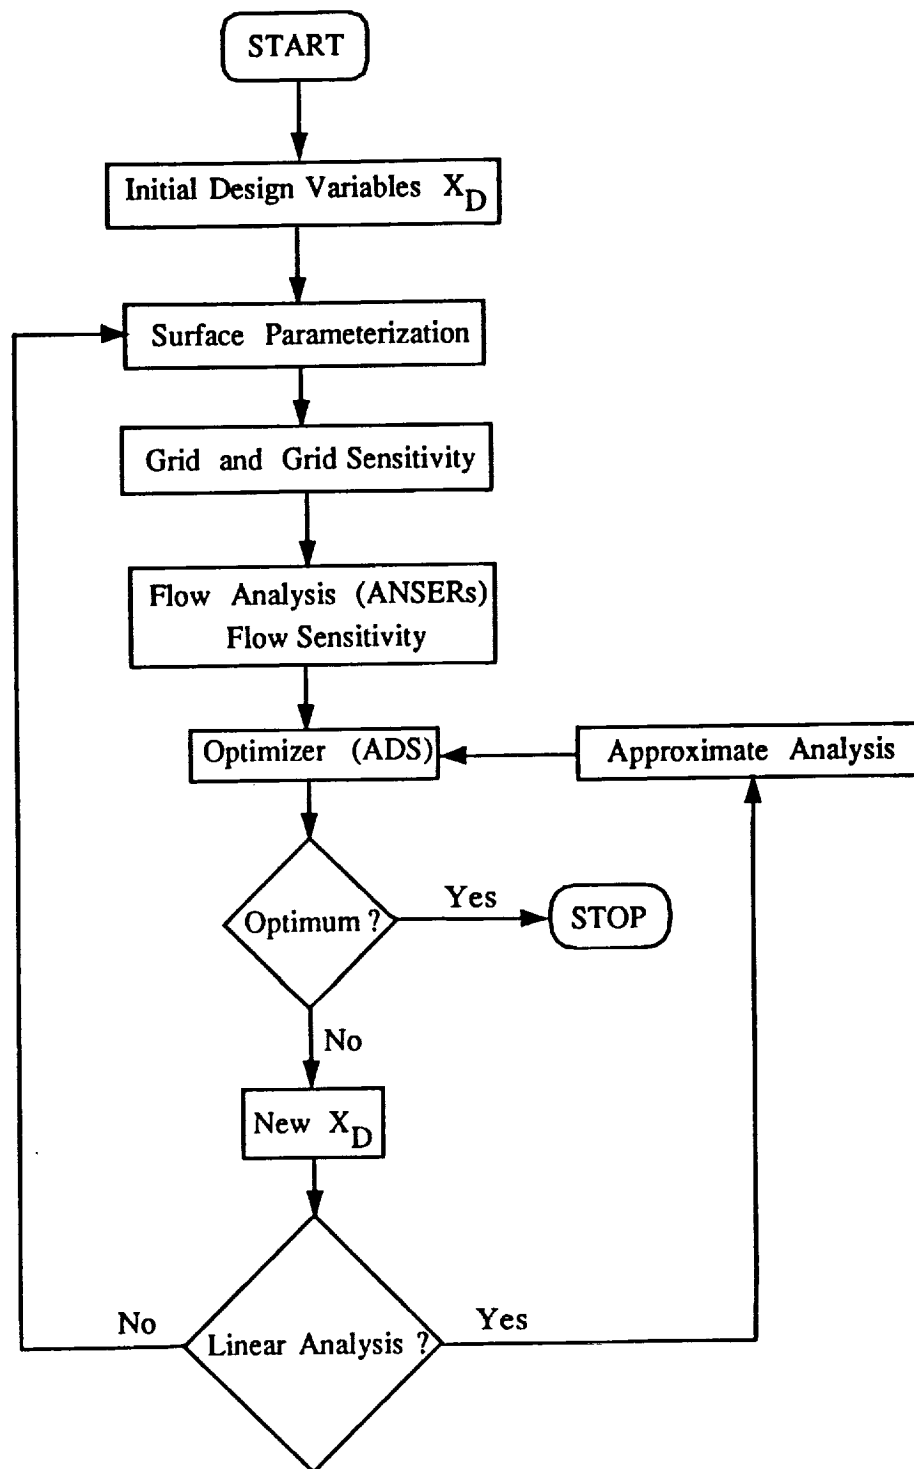 START
Initial Design Variables X_D
Surface Parameterization
Grid and Grid Sensitivity
Flow Analysis (ANSERs)
Flow Sensitivity
Optimizer (ADS)
Approximate Analysis
Optimum ?
Yes
STOP
No
New X_D
No
Linear Analysis ?
Yes